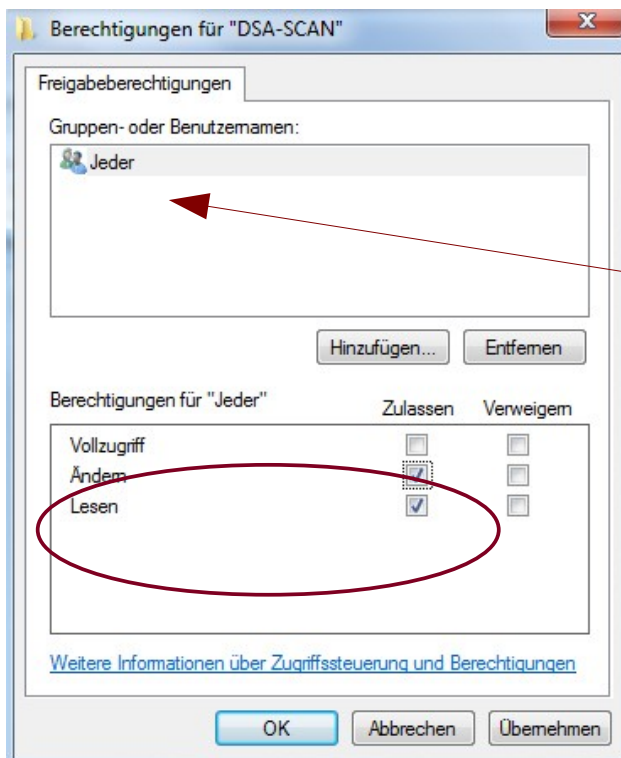 Berechtigungen für "DSA-SCAN"
Freigabeberechtigungen
Gruppen- oder Benutzernamen:
Jeder
Hinzufügen... Entfernen
Berechtigungen für "Jeder" Zulassen Verweigern
Vollzugriff
Ändern
Lesen
Weitere Informationen über Zugriffssteuerung und Berechtigungen
OK Abbrechen Übernehmen